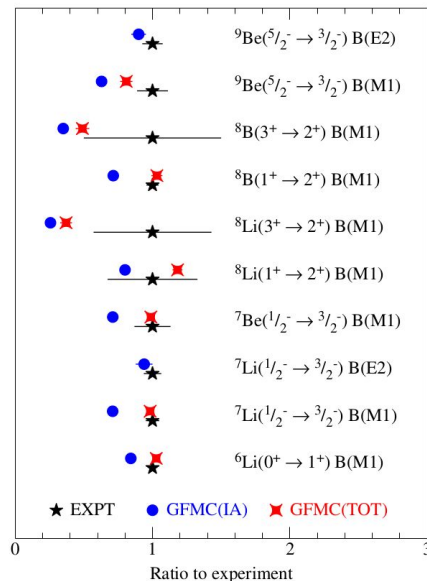 ⁹Be(⁵/₂⁻ → ³/₂⁻) B(E2)
⁹Be(⁵/₂⁻ → ³/₂⁻) B(M1)
⁸B(3⁺ → 2⁺) B(M1)
⁸B(1⁺ → 2⁺) B(M1)
⁸Li(3⁺ → 2⁺) B(M1)
⁸Li(1⁺ → 2⁺) B(M1)
⁷Be(¹/₂⁻ → ³/₂⁻) B(M1)
⁷Li(¹/₂⁻ → ³/₂⁻) B(E2)
⁷Li(¹/₂⁻ → ³/₂⁻) B(M1)
⁶Li(0⁺ → 1⁺) B(M1)
EXPT GFMC(IA) GFMC(TOT)
0 1 2 3
Ratio to experiment